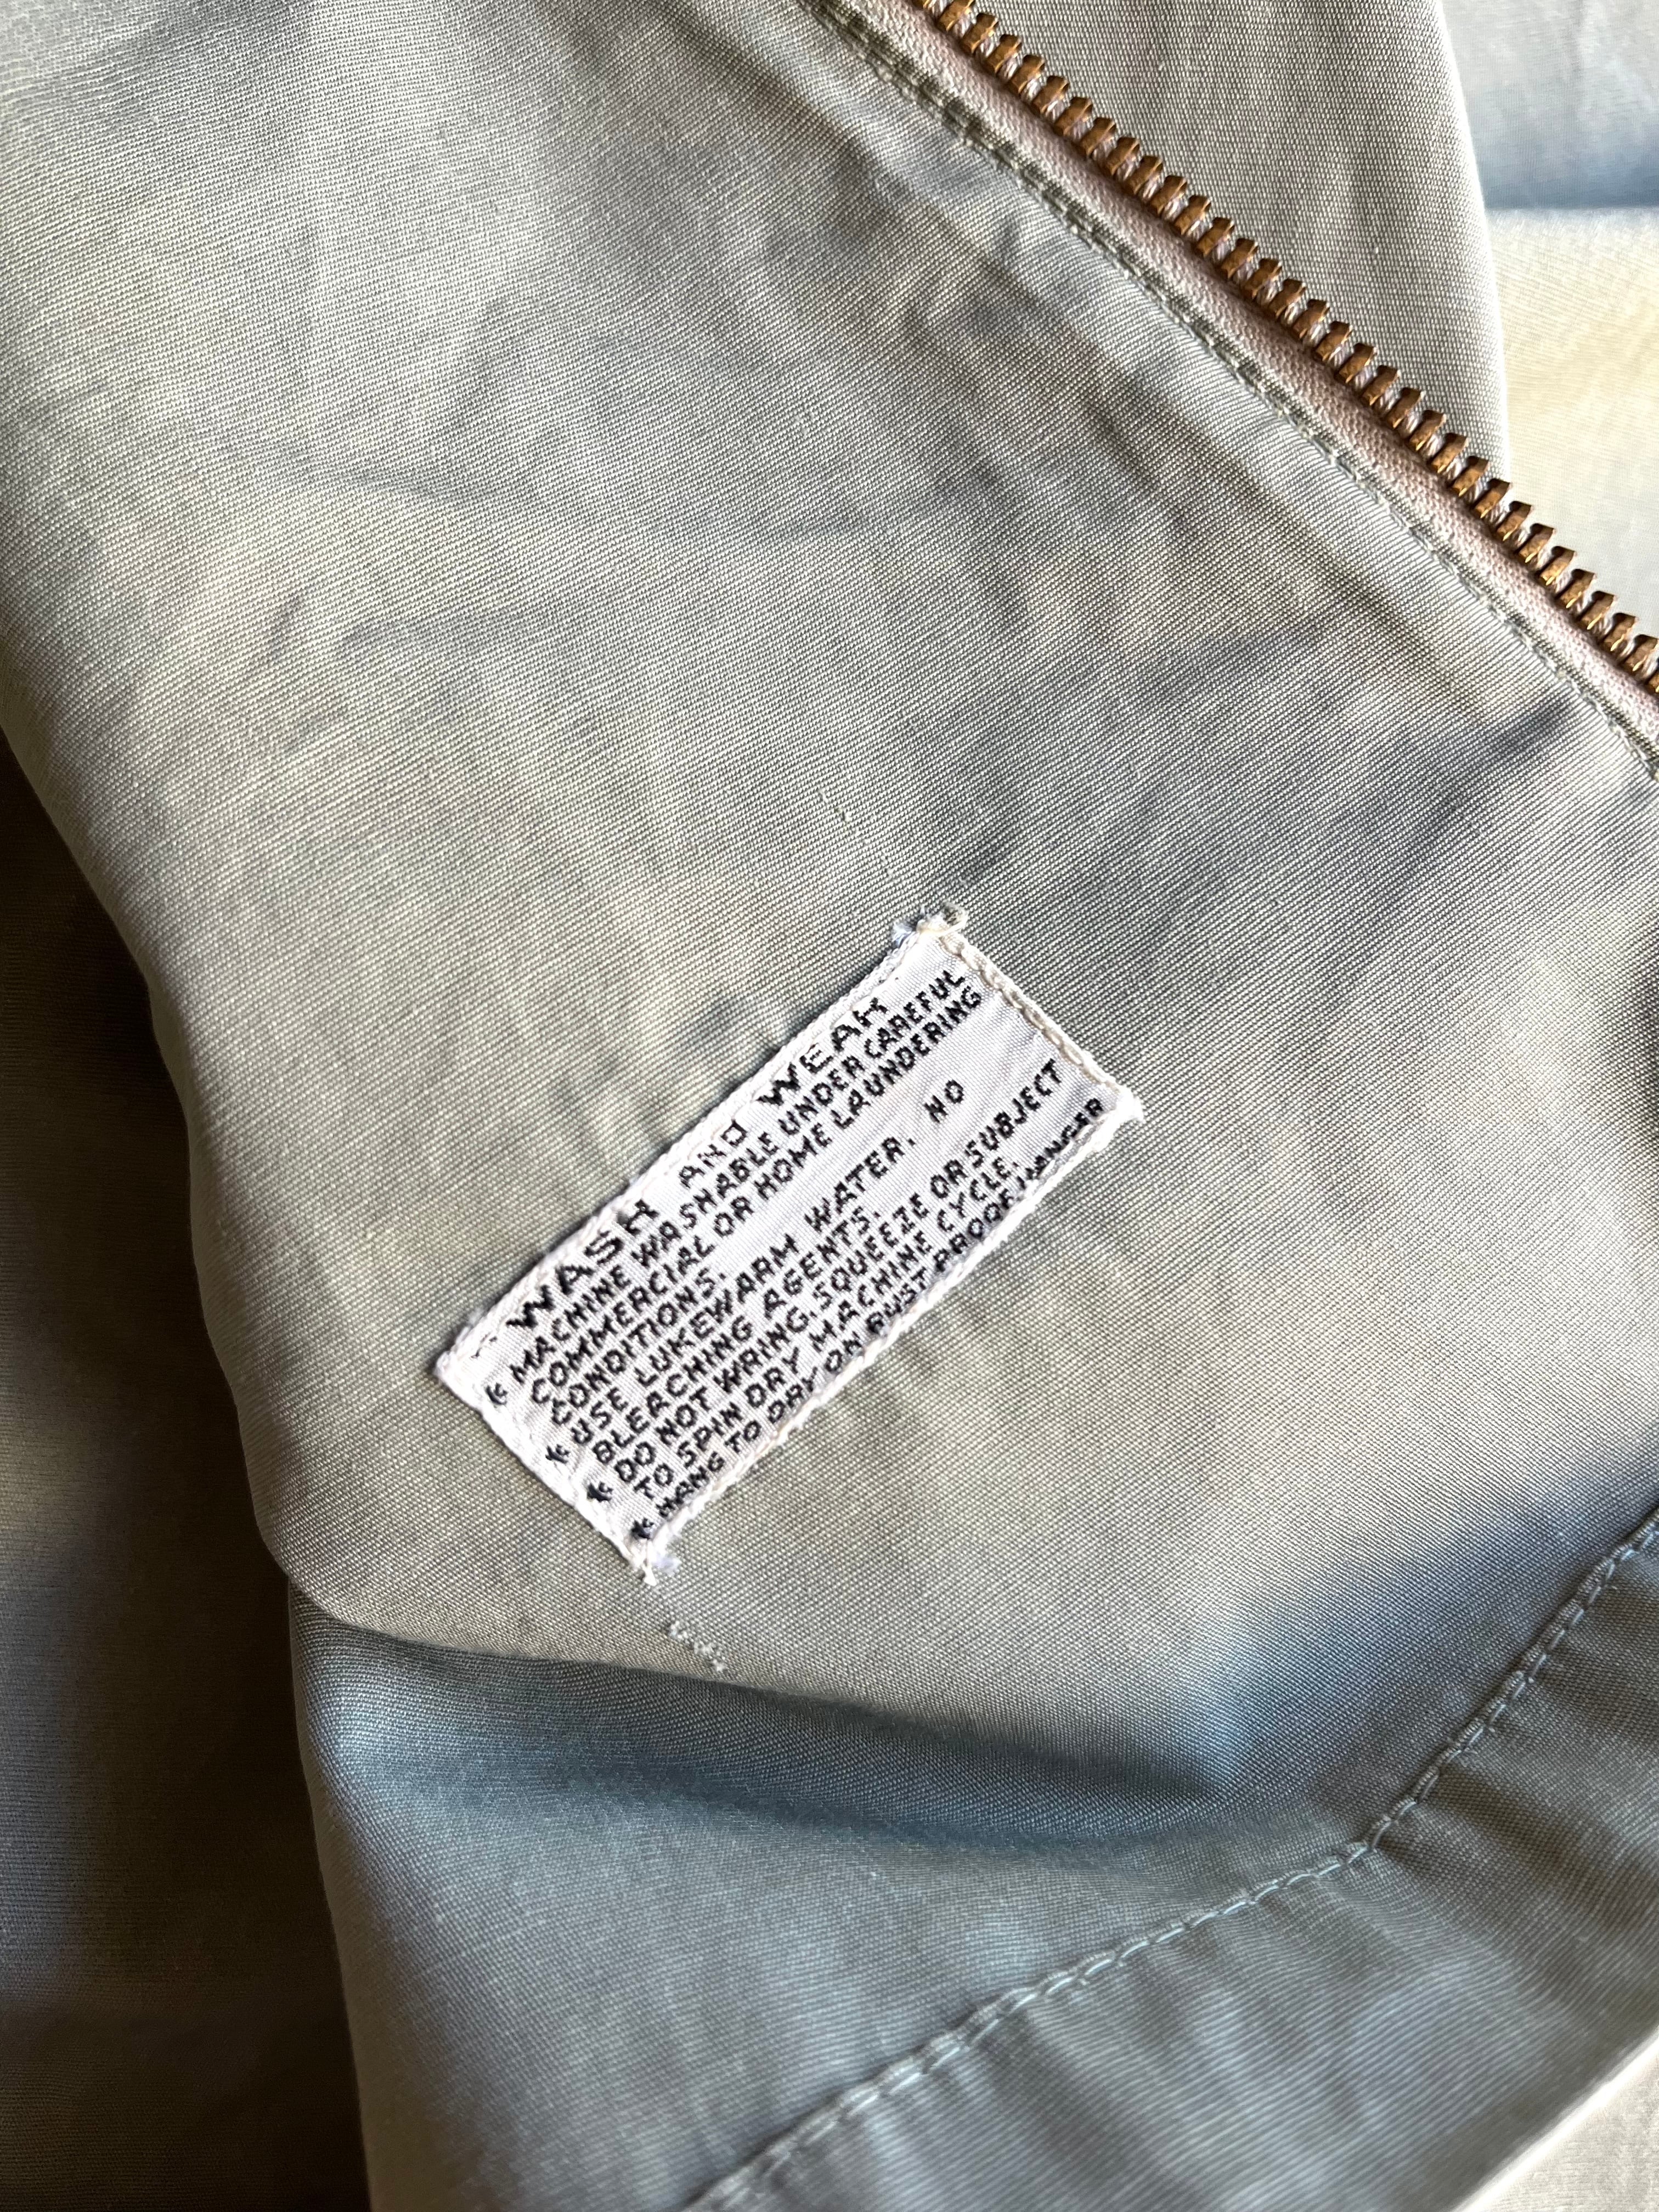 WASH AND WEAR
* MACHINE WASHABLE UNDER CAREFUL
COMMERCIAL OR HOME LAUNDERING
CONDITIONS.
* USE LUKEWARM WATER, NO
BLEACHING AGENTS.
* DO NOT WRING, SQUEEZE OR SUBJECT
TO SPIN DRY MACHINE CYCLE.
* HANG TO DRY ON RUST PROOF HANGER